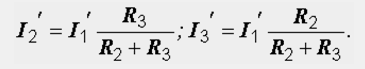 I₂′ = I₁′ R₃ / (R₂ + R₃); I₃′ = I₁′ R₂ / (R₂ + R₃).